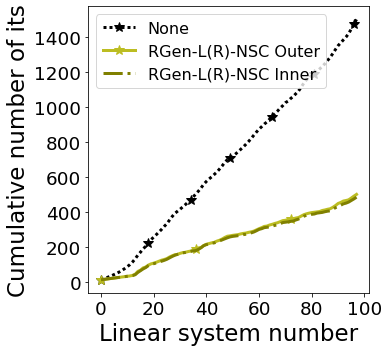 Cumulative number of its
1400
1200
1000
800
600
400
200
0
None
RGen-L(R)-NSC Outer
RGen-L(R)-NSC Inner
0 20 40 60 80 100
Linear system number